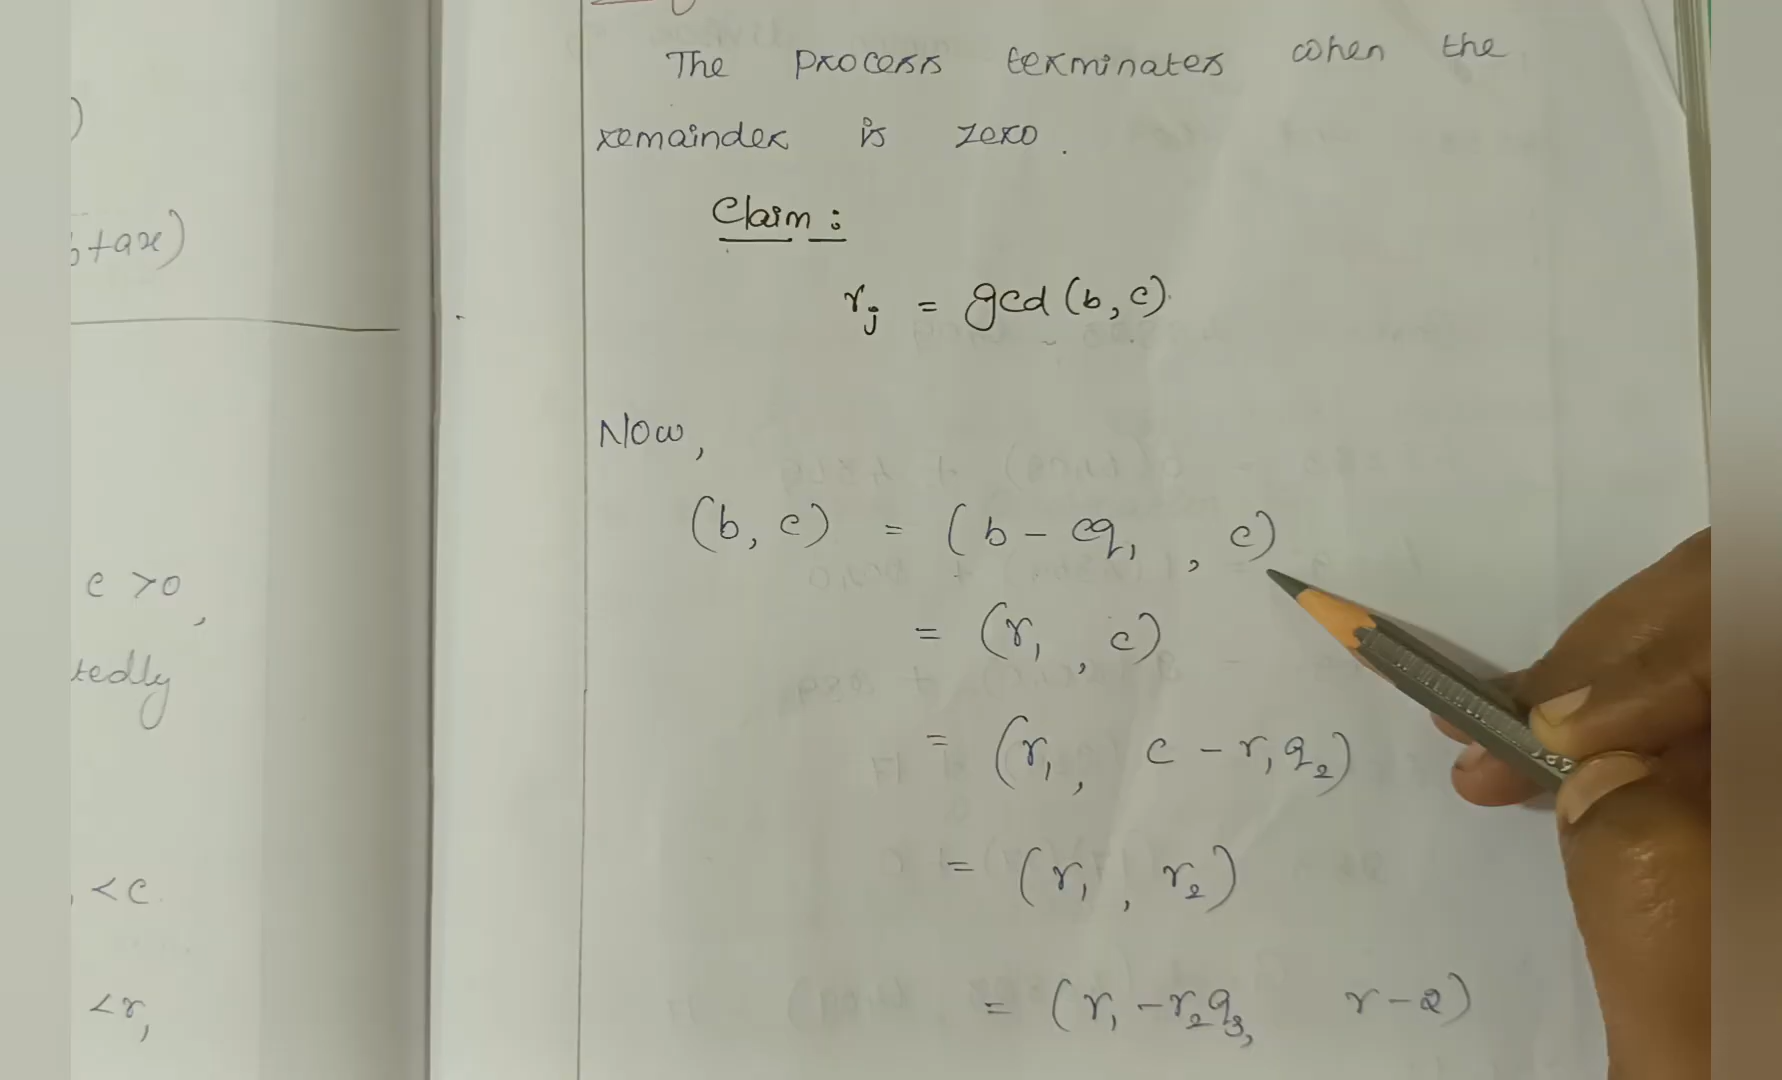 )
b+ax)
c >0,
tedly
, <c.
<r₁
The process terminates when the
remainder is zero.
Claim :
rⱼ = gcd (b, c).
Now,
(b, c) = (b - cq₁, c)
= (r₁, c)
= (r₁, c - r₁q₂)
= (r₁, r₂)
= (r₁ - r₂q₃, r-2)